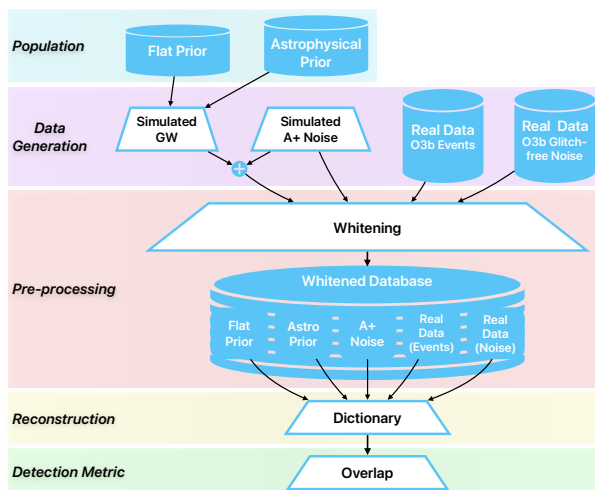 Population
Flat Prior
Astrophysical
Prior
Data
Generation
Simulated
GW
Simulated
A+ Noise
Real Data
O3b Events
Real Data
O3b Glitch-
free Noise
+
Pre-processing
Whitening
Whitened Database
Flat
Prior
Astro
Prior
A+
Noise
Real
Data
(Events)
Real
Data
(Noise)
Reconstruction
Dictionary
Detection Metric
Overlap